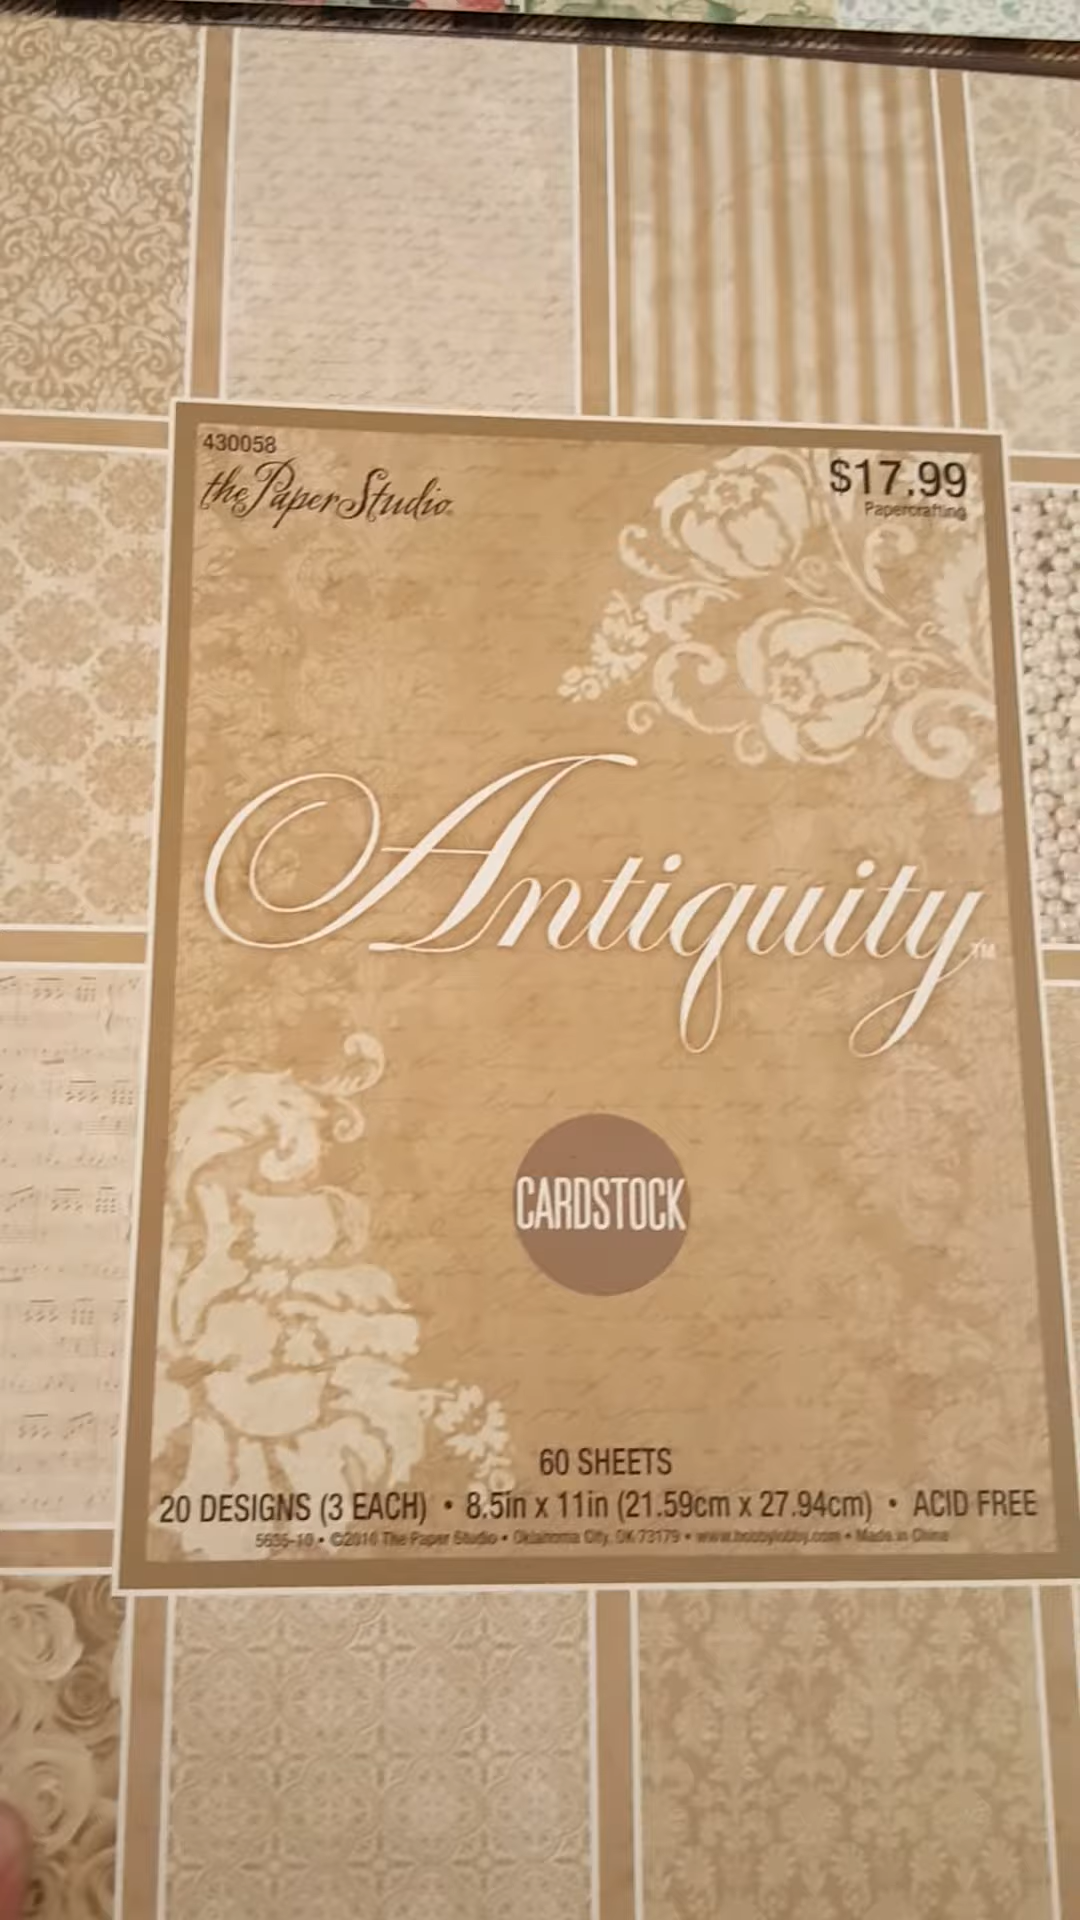 430058
the Paper Studio®
$17.99
Papercrafting
Antiquity™
CARDSTOCK
60 SHEETS
20 DESIGNS (3 EACH) • 8.5in x 11in (21.59cm x 27.94cm) • ACID FREE
©2016 The Paper Studio • Oklahoma City, OK 73179 • www.hobbylobby.com • Made in China